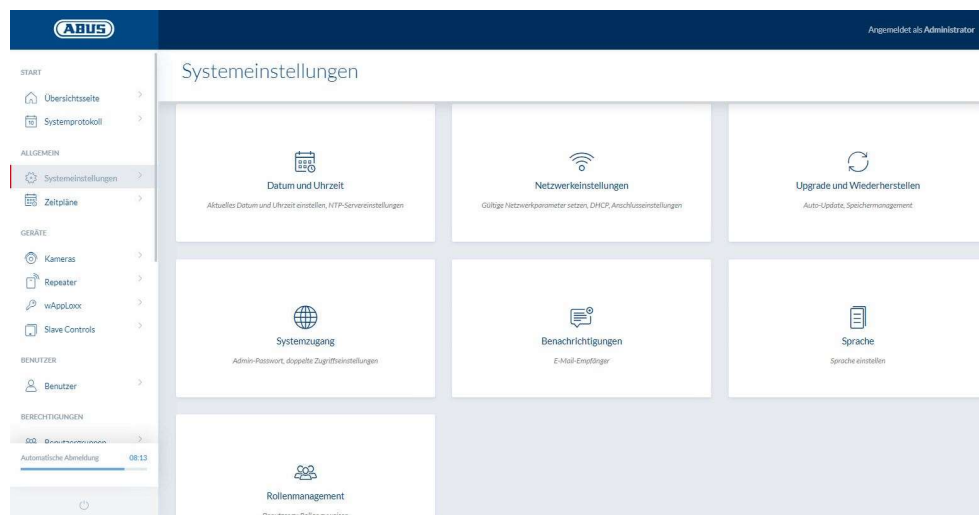 ABUS
Angemeldet als Administrator
START
Übersichtsseite
10
Systemprotokoll
ALLGEMEIN
Systemeinstellungen
Zeitpläne
GERÄTE
Kameras
Repeater
wAppLoxx
Slave Controls
BENUTZER
Benutzer
BERECHTIGUNGEN
Benutzergruppen
Automatische Abmeldung 08:13
Systemeinstellungen
Datum und Uhrzeit
Aktuelles Datum und Uhrzeit einstellen, NTP-Servereinstellungen
Netzwerkeinstellungen
Gültige Netzwerkparameter setzen, DHCP, Anschlusseinstellungen
Upgrade und Wiederherstellen
Auto-Update, Speichermanagement
Systemzugang
Admin-Passwort, doppelte Zugriffseinstellungen
Benachrichtigungen
E-Mail-Empfänger
Sprache
Sprache einstellen
Rollenmanagement